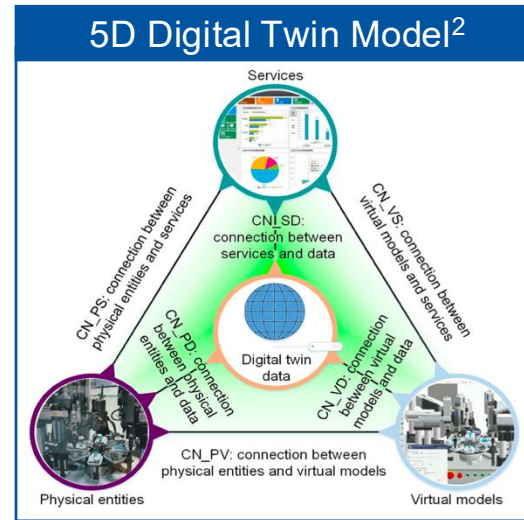 5D Digital Twin Model²
Services
CN_SD:
connection between
services and data
CN_PS: connection between
physical entities and services
CN_VS: connection between
virtual models and services
Digital twin
data
CN_PD: connection
between physical
entities and data
CN_VD: connection
between virtual
models and data
CN_PV: connection between
physical entities and virtual models
Physical entities
Virtual models